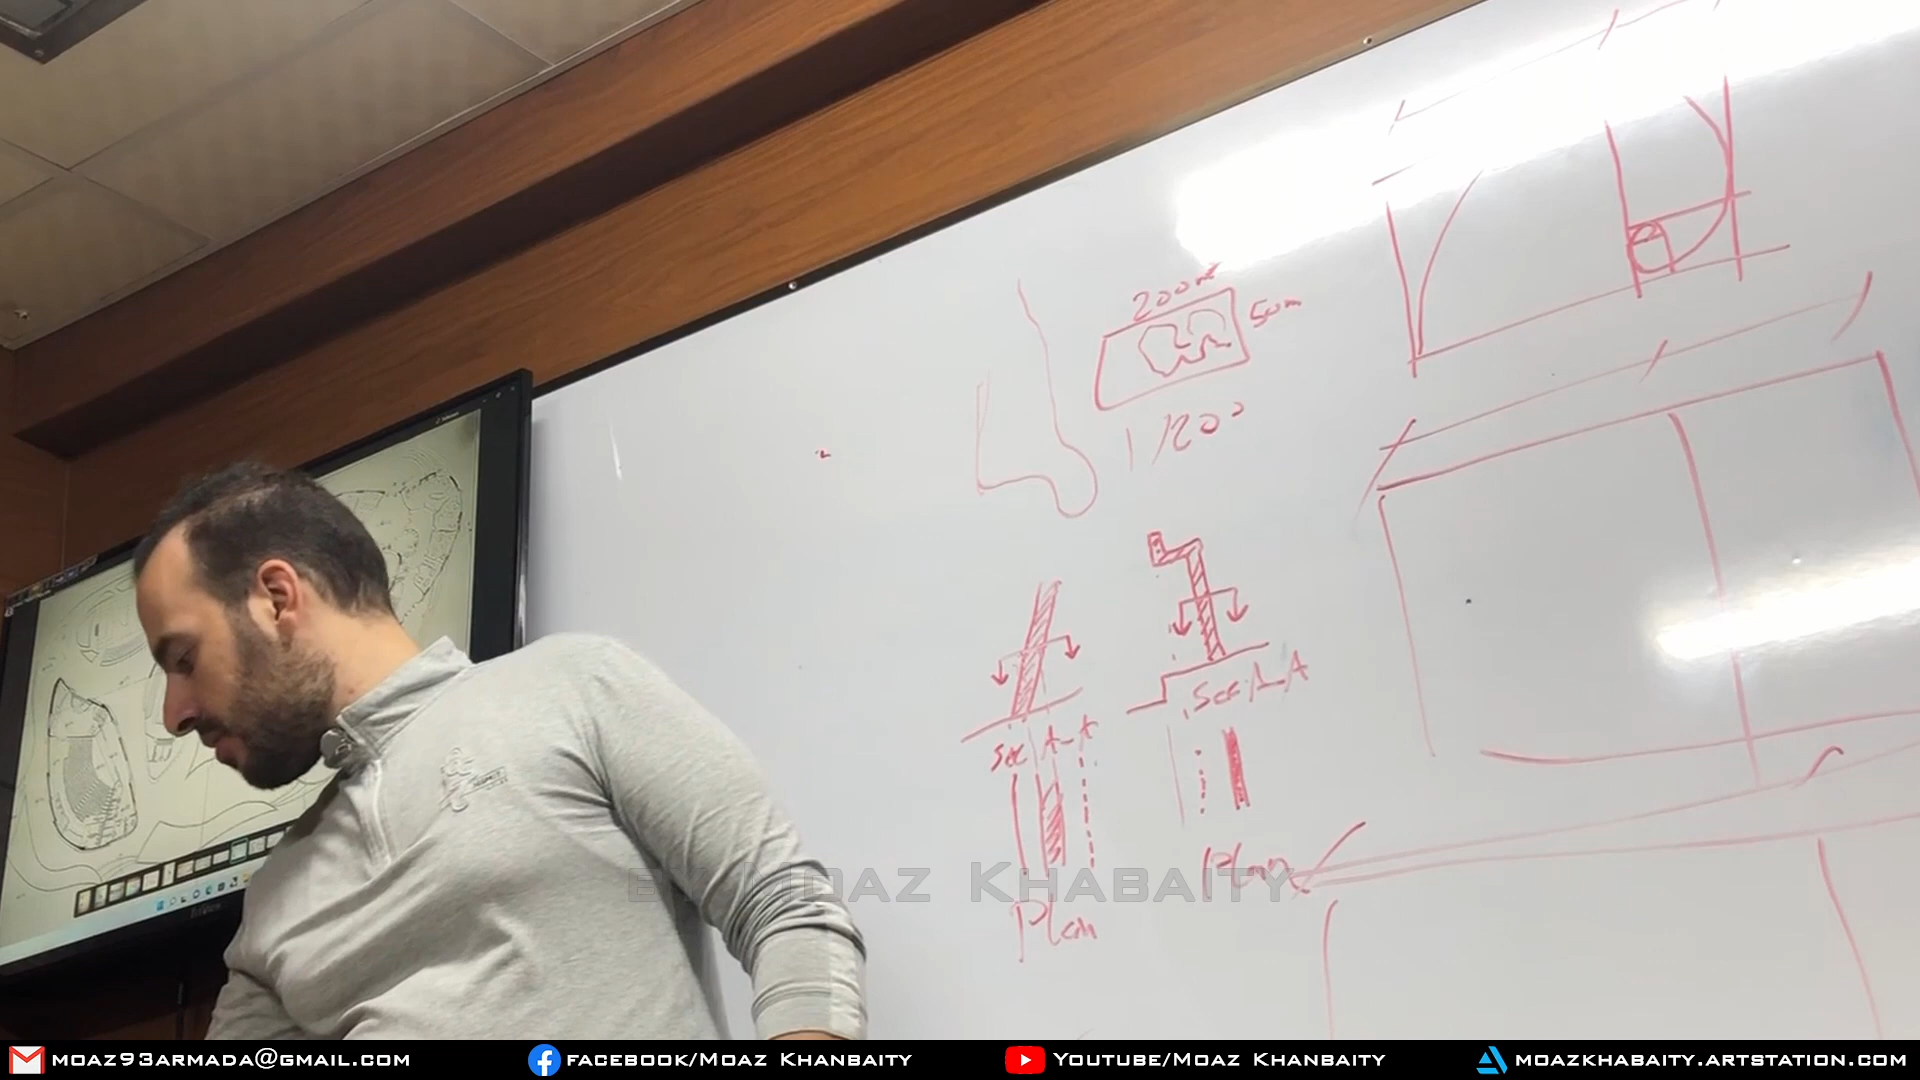 200m
50m
1/200
Sec A-A
Sec A-A
Plan
Plan
BY MOAZ KHABAITY
MOAZ93ARMADA@GMAIL.COM
FACEBOOK/MOAZ KHANBAITY
YOUTUBE/MOAZ KHANBAITY
MOAZKHABAITY.ARTSTATION.COM